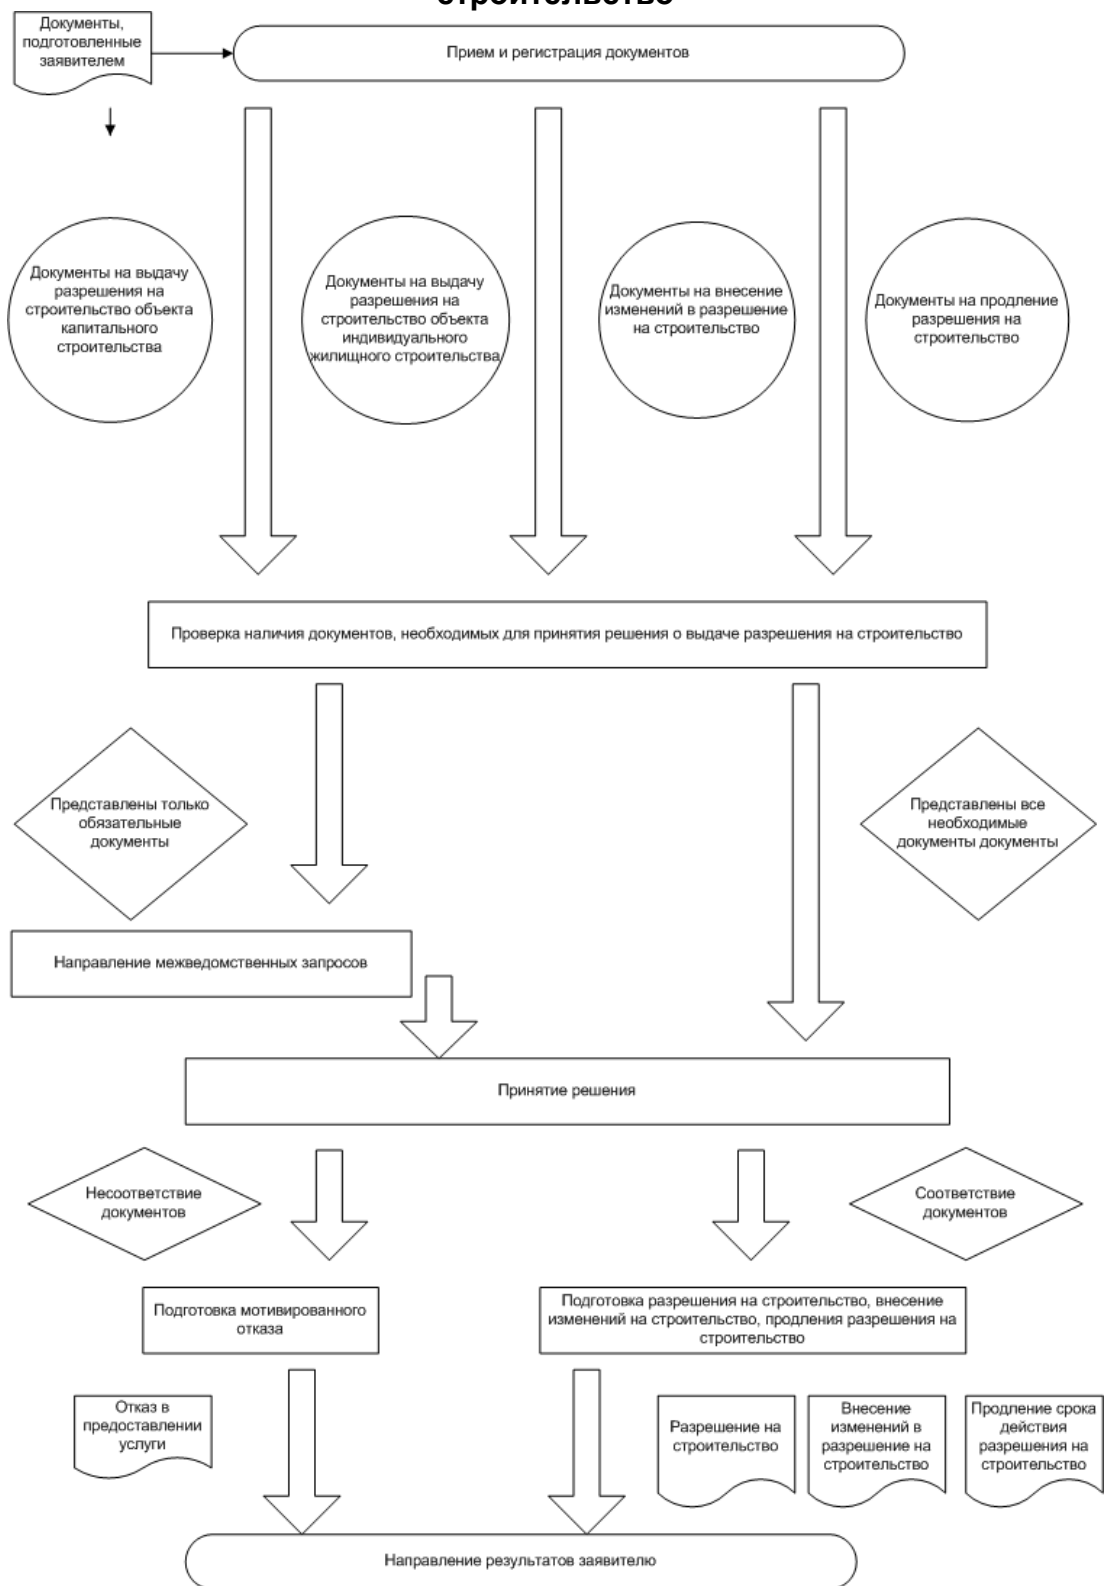 строительство
Документы,
подготовленные
заявителем
Прием и регистрация документов
Документы на выдачу
разрешения на
строительство объекта
капитального
строительства
Документы на выдачу
разрешения на
строительство объекта
индивидуального
жилищного строительства
Документы на внесение
изменений в разрешение
на строительство
Документы на продление
разрешения на
строительство
Проверка наличия документов, необходимых для принятия решения о выдаче разрешения на строительство
Представлены только
обязательные
документы
Представлены все
необходимые
документы документы
Направление межведомственных запросов
Принятие решения
Несоответствие
документов
Соответствие
документов
Подготовка мотивированного
отказа
Подготовка разрешения на строительство, внесение
изменений на строительство, продления разрешения на
строительство
Отказ в
предоставлении
услуги
Разрешение на
строительство
Внесение
изменений в
разрешение на
строительство
Продление срока
действия
разрешения на
строительство
Направление результатов заявителю